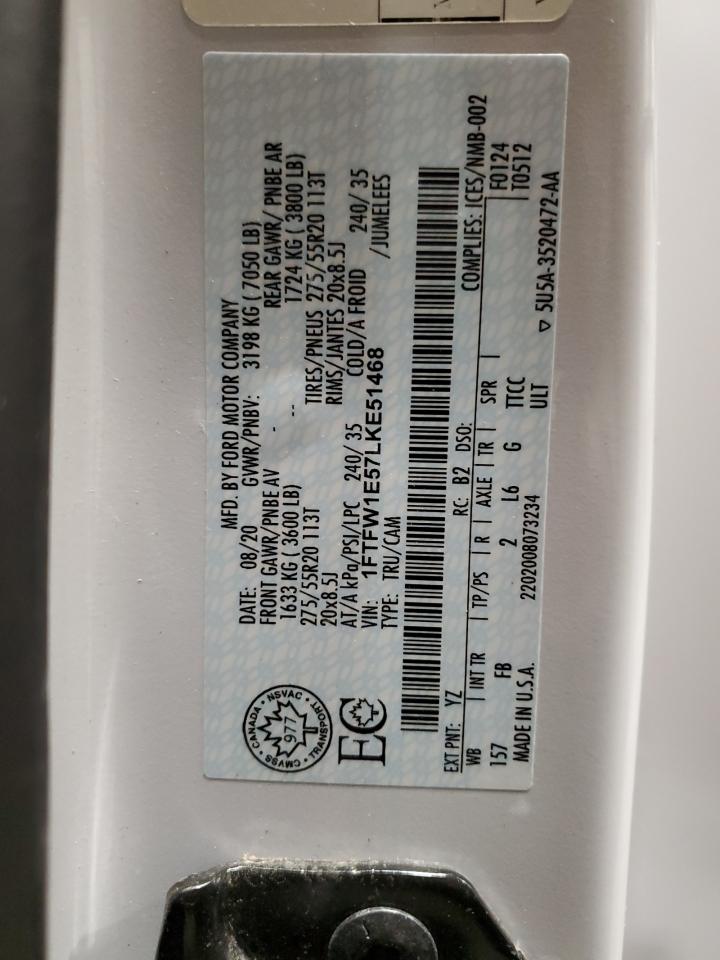 MFD. BY FORD MOTOR COMPANY
DATE: 08/20 GVWR/PNBV: 3198 KG ( 7050 LB)
FRONT GAWR/PNBE AV REAR GAWR/ PNBE AR
1633 KG ( 3600 LB) - 1724 KG ( 3800 LB)
275/55R20 113T -- TIRES/PNEUS 275/55R20 113T
20x8.5J RIMS/JANTES 20x8.5J
AT/A kPa/PSI/LPC 240/ 35 COLD/A FROID 240/ 35
VIN: 1FTFW1E57LKE51468 /JUMELEES
TYPE: TRU/CAM
CANADA • NSVAC • TRANSPORT • CMVSS •
977
EC
EXT PNT: YZ RC: B2 DSO: COMPLIES: ICES/NMB-002
WB | INT TR | TP/PS | R | AXLE | TR | SPR | F0124
157 FB 2 L6 G TTCC T0512
MADE IN U.S.A. 2202008073234 ULT
▽ 5U5A-3520472-AA